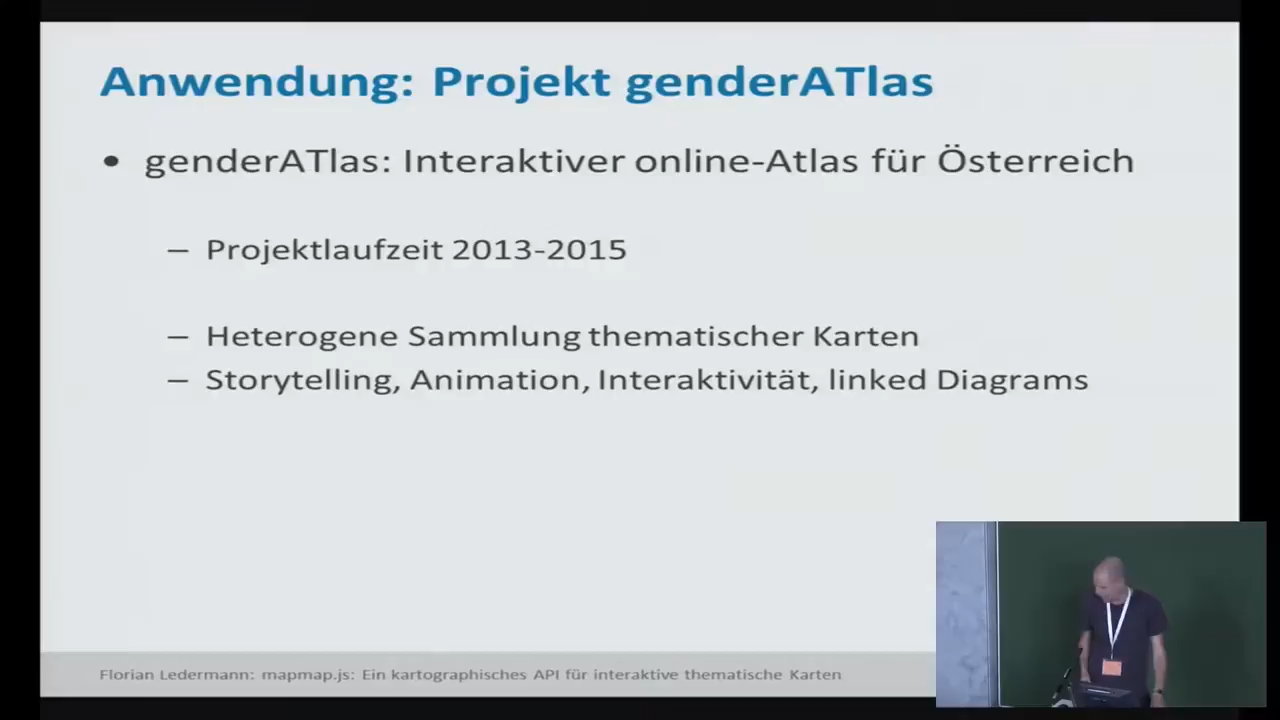 Anwendung: Projekt genderATlas
• genderATlas: Interaktiver online-Atlas für Österreich
– Projektlaufzeit 2013-2015
– Heterogene Sammlung thematischer Karten
– Storytelling, Animation, Interaktivität, linked Diagrams
Florian Ledermann: mapmap.js: Ein kartographisches API für interaktive thematische Karten